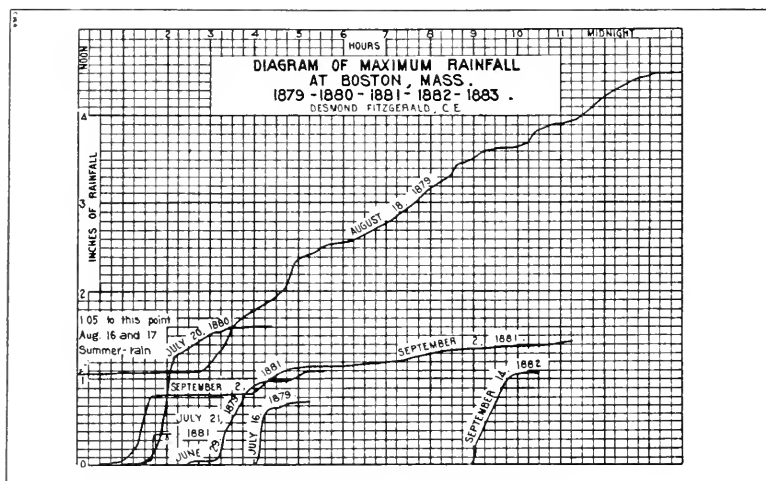 2 3 4 5 6 7 8 9 10 11 MIDNIGHT
HOURS
NOON
DIAGRAM OF MAXIMUM RAINFALL
AT BOSTON, MASS.
1879-1880-1881-1882-1883.
DESMOND FITZGERALD, C.E.
INCHES OF RAINFALL
4
3
2
1
0
AUGUST 18, 1879
1.05 to this point
Aug. 16 and 17
Summer-rain
JULY 20, 1880
SEPTEMBER 2, 1881
SEPTEMBER 2, 1881
JULY 21,
1881
JUNE 29, 1879
JULY 16
1879
SEPTEMBER 14, 1882